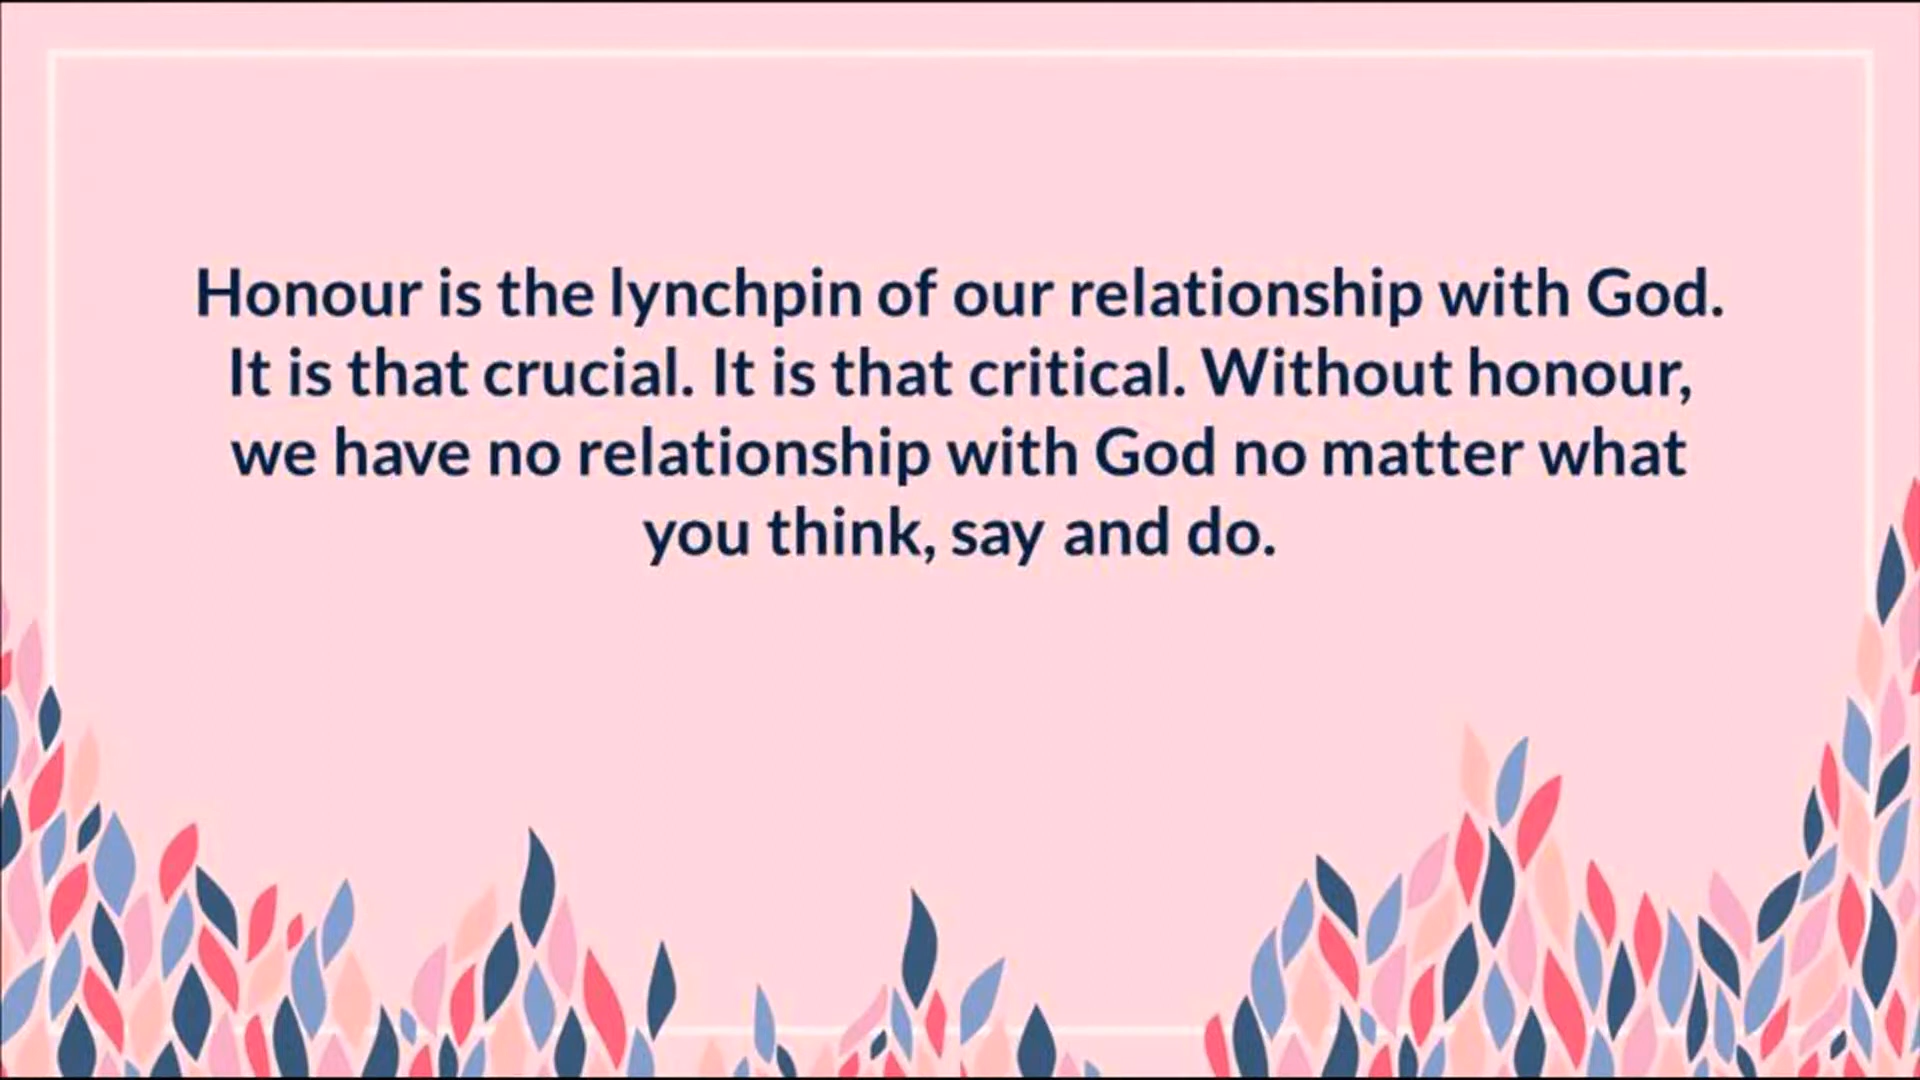 Honour is the lynchpin of our relationship with God.
It is that crucial. It is that critical. Without honour,
we have no relationship with God no matter what
you think, say and do.